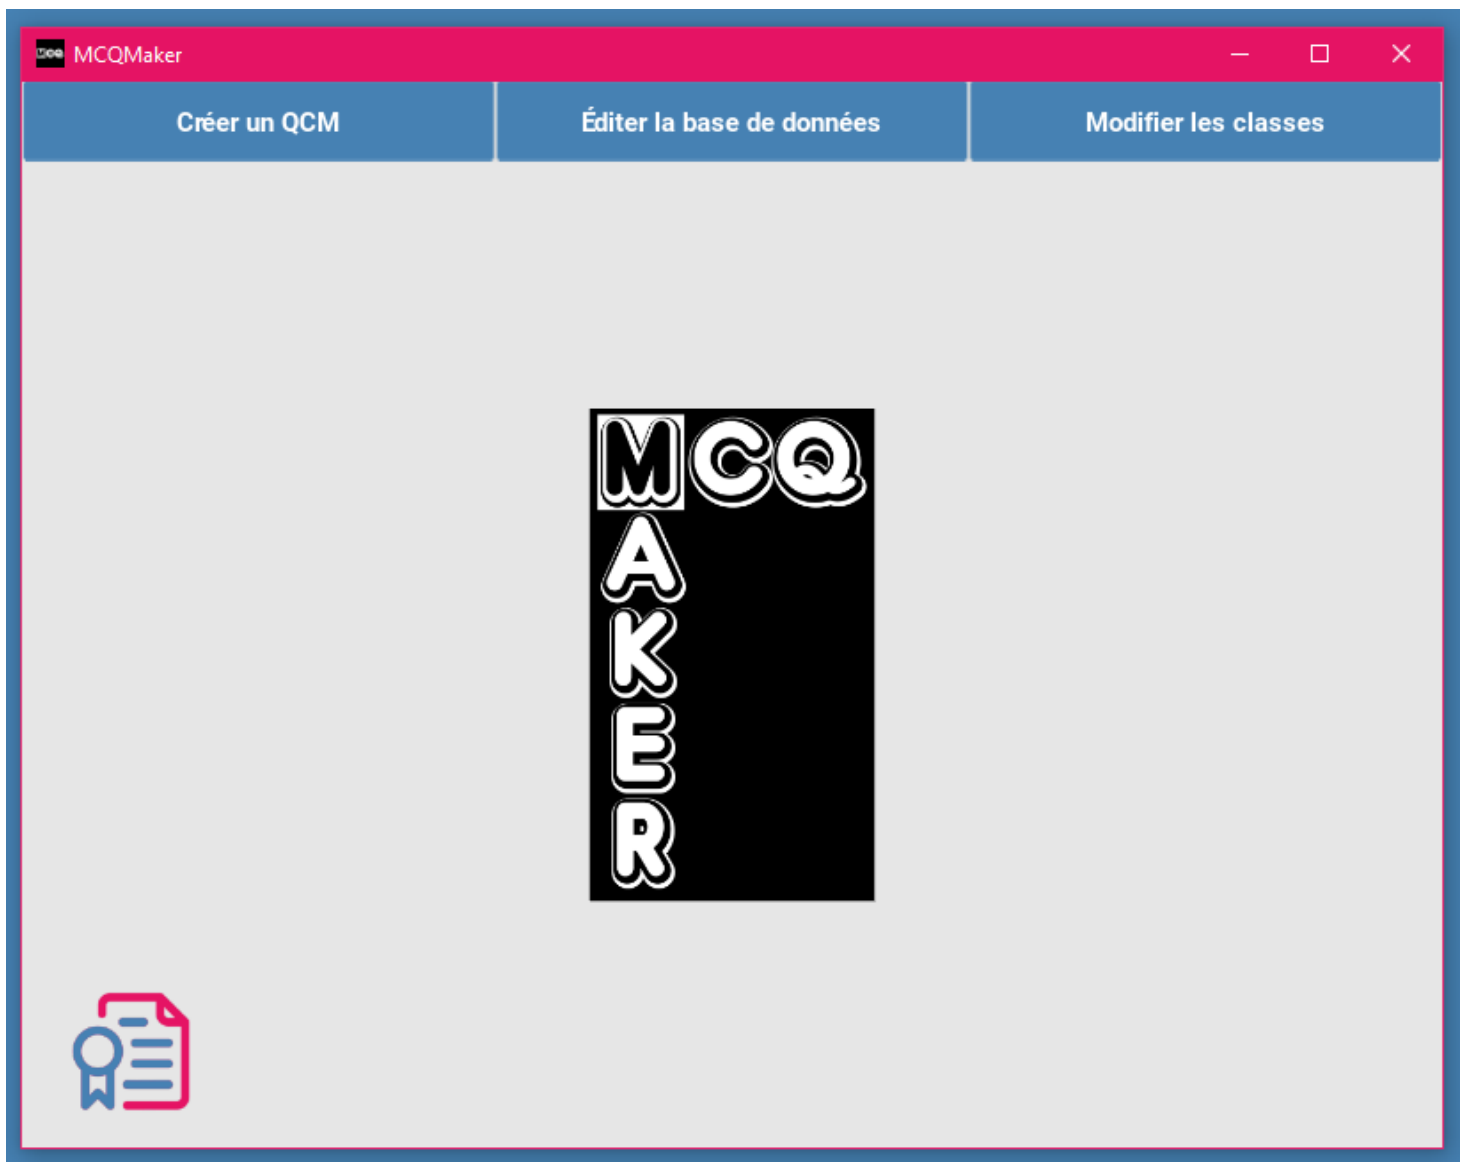 MCQMaker
Créer un QCM
Éditer la base de données
Modifier les classes
MCQ
A
K
E
R